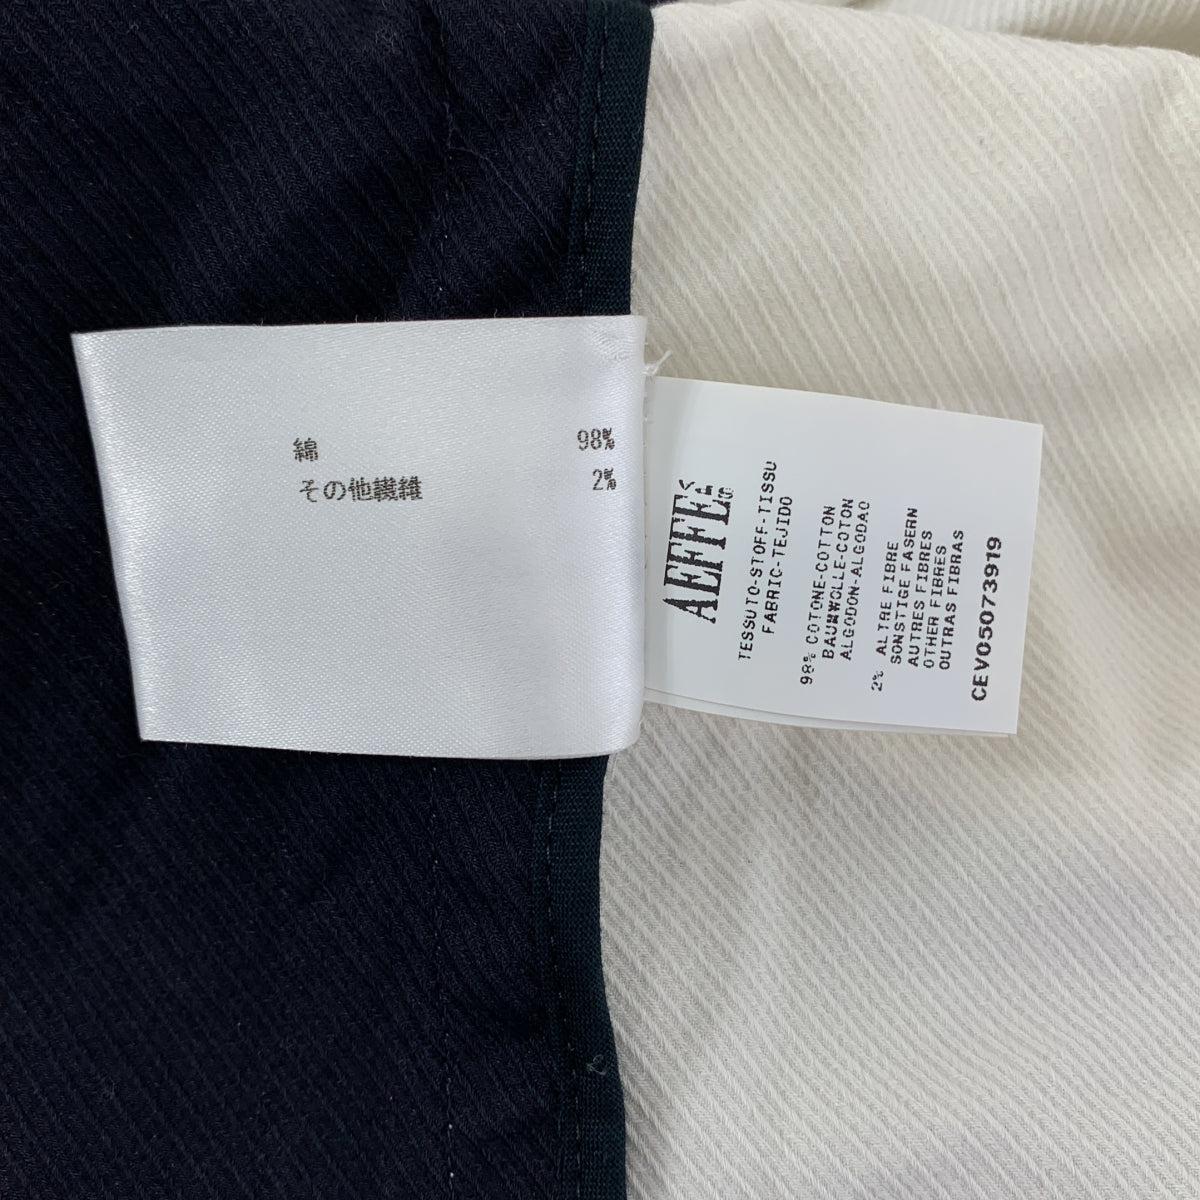 綿 98%
その他繊維 2%
AEFFE SPA
TESSUTO-STOFF-TISSU
FABRIC-TEJIDO
98% COTONE-COTTON
BAUMWOLLE-COTON
ALGODON-ALGODAO
2% ALTRE FIBRE
SONSTIGE FASERN
AUTRES FIBRES
OTHER FIBRES
OUTRAS FIBRAS
CEV05073919